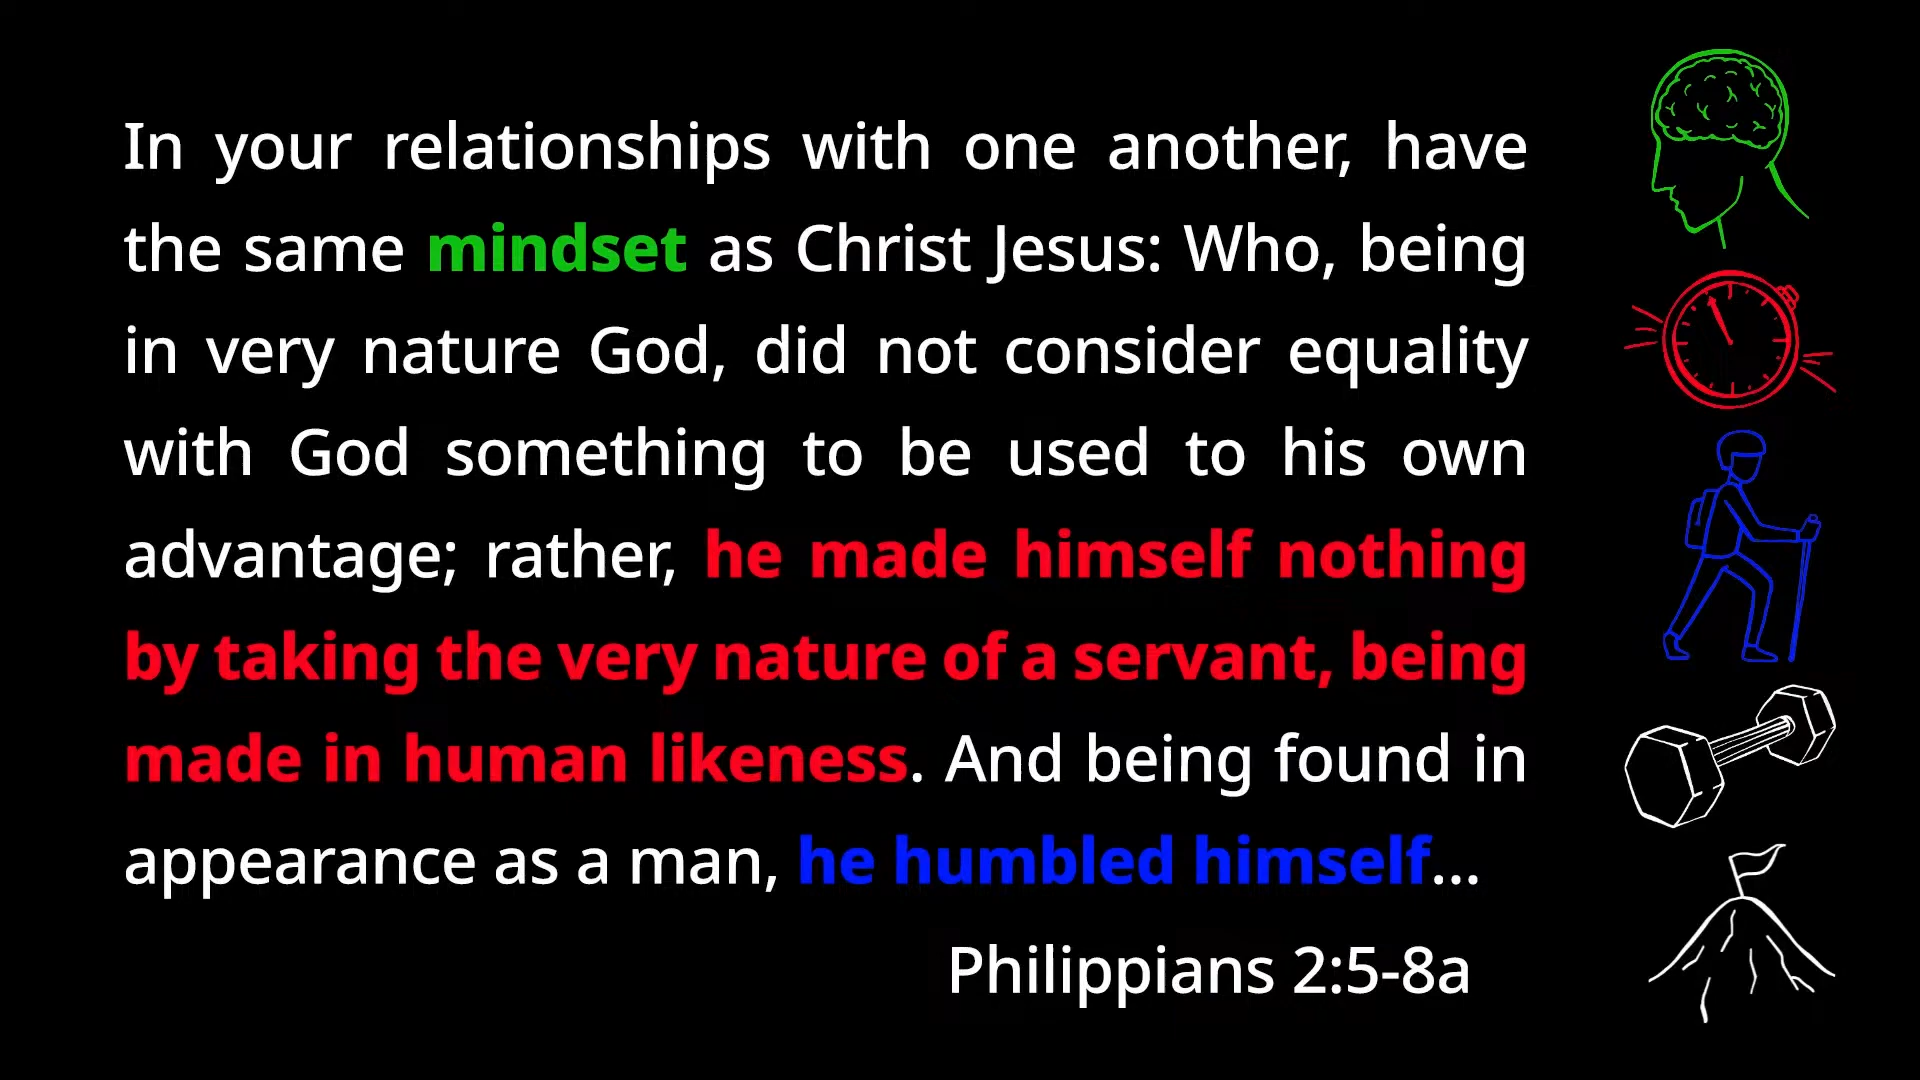 In your relationships with one another, have
the same mindset as Christ Jesus: Who, being
in very nature God, did not consider equality
with God something to be used to his own
advantage; rather, he made himself nothing
by taking the very nature of a servant, being
made in human likeness. And being found in
appearance as a man, he humbled himself...
Philippians 2:5-8a